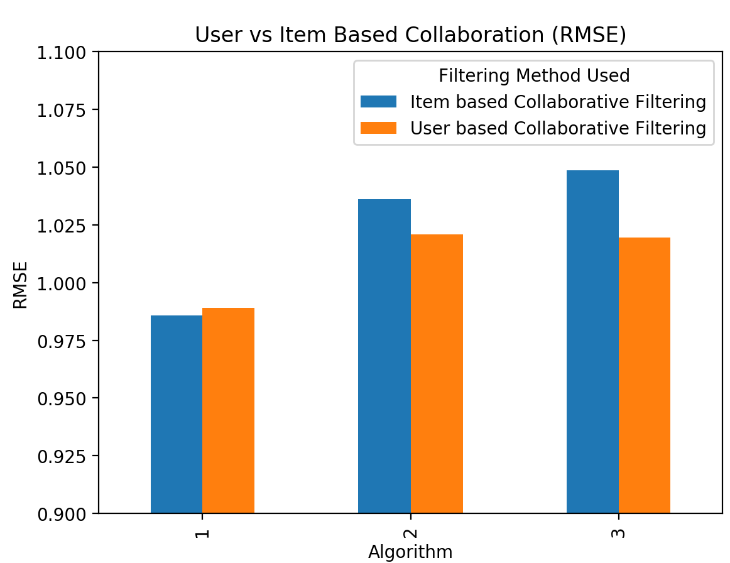 User vs Item Based Collaboration (RMSE)
Filtering Method Used
Item based Collaborative Filtering
User based Collaborative Filtering
1.100
1.075
1.050
1.025
1.000
0.975
0.950
0.925
0.900
RMSE
1
2
3
Algorithm